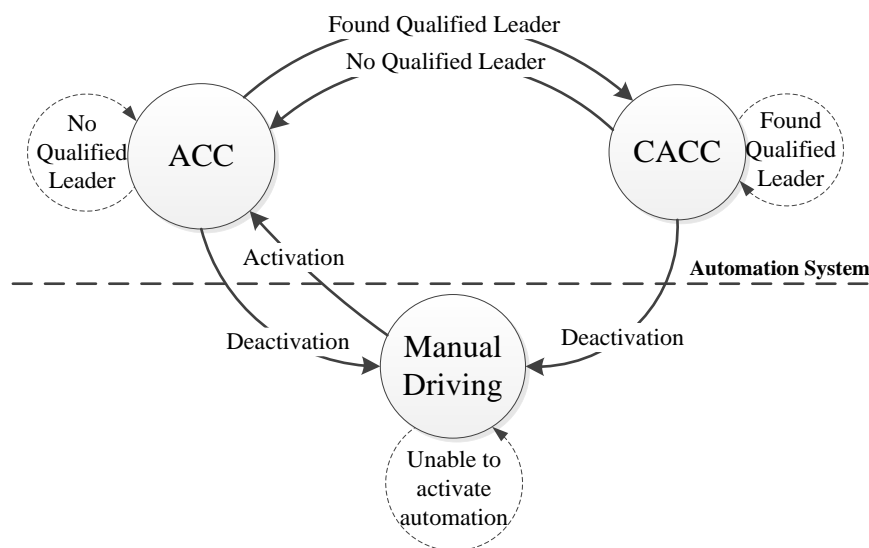 Found Qualified Leader
No Qualified Leader
No
Qualified
Leader
ACC
CACC
Found
Qualified
Leader
Activation
Automation System
Deactivation
Deactivation
Manual
Driving
Unable to
activate
automation